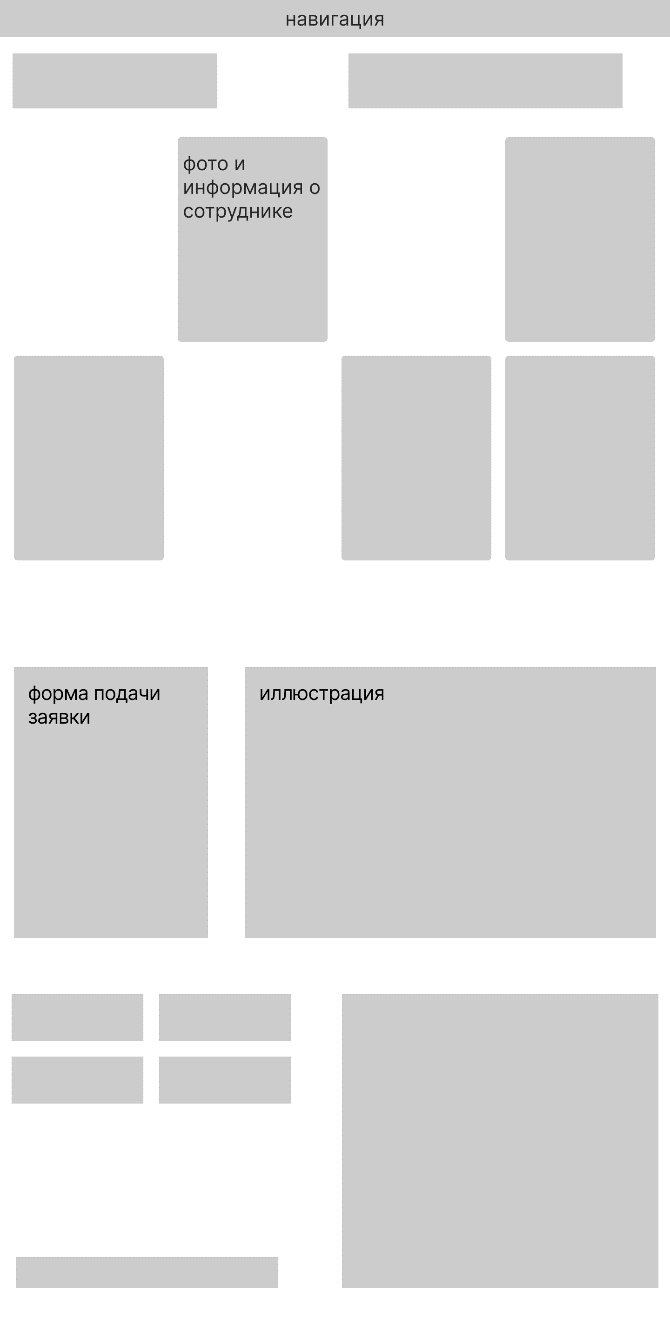 навигация
фото и
информация о
сотруднике
форма подачи
заявки
иллюстрация